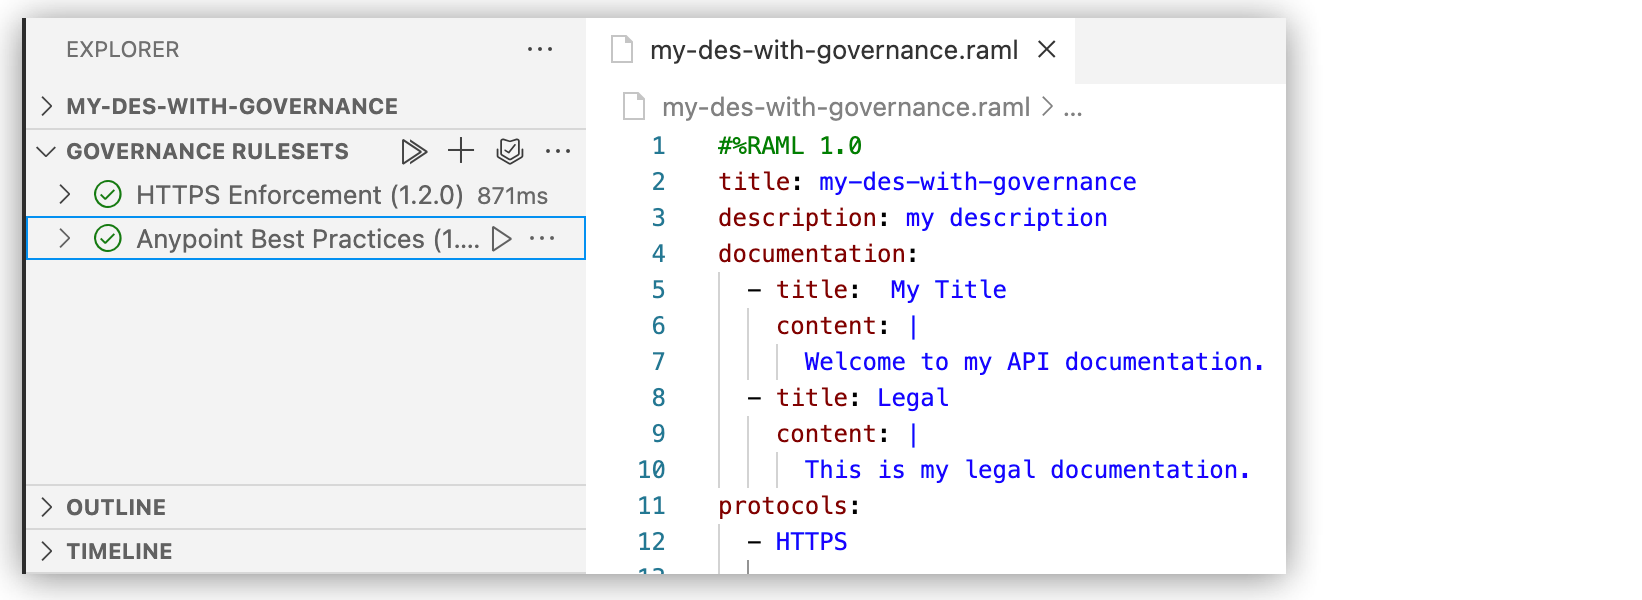 EXPLORER
MY-DES-WITH-GOVERNANCE
GOVERNANCE RULESETS
HTTPS Enforcement (1.2.0) 871ms
Anypoint Best Practices (1....
OUTLINE
TIMELINE
my-des-with-governance.raml
my-des-with-governance.raml > ...
1 #%RAML 1.0
2 title: my-des-with-governance
3 description: my description
4 documentation:
5 - title:  My Title
6 content: |
7 Welcome to my API documentation.
8 - title: Legal
9 content: |
10 This is my legal documentation.
11 protocols:
12 - HTTPS